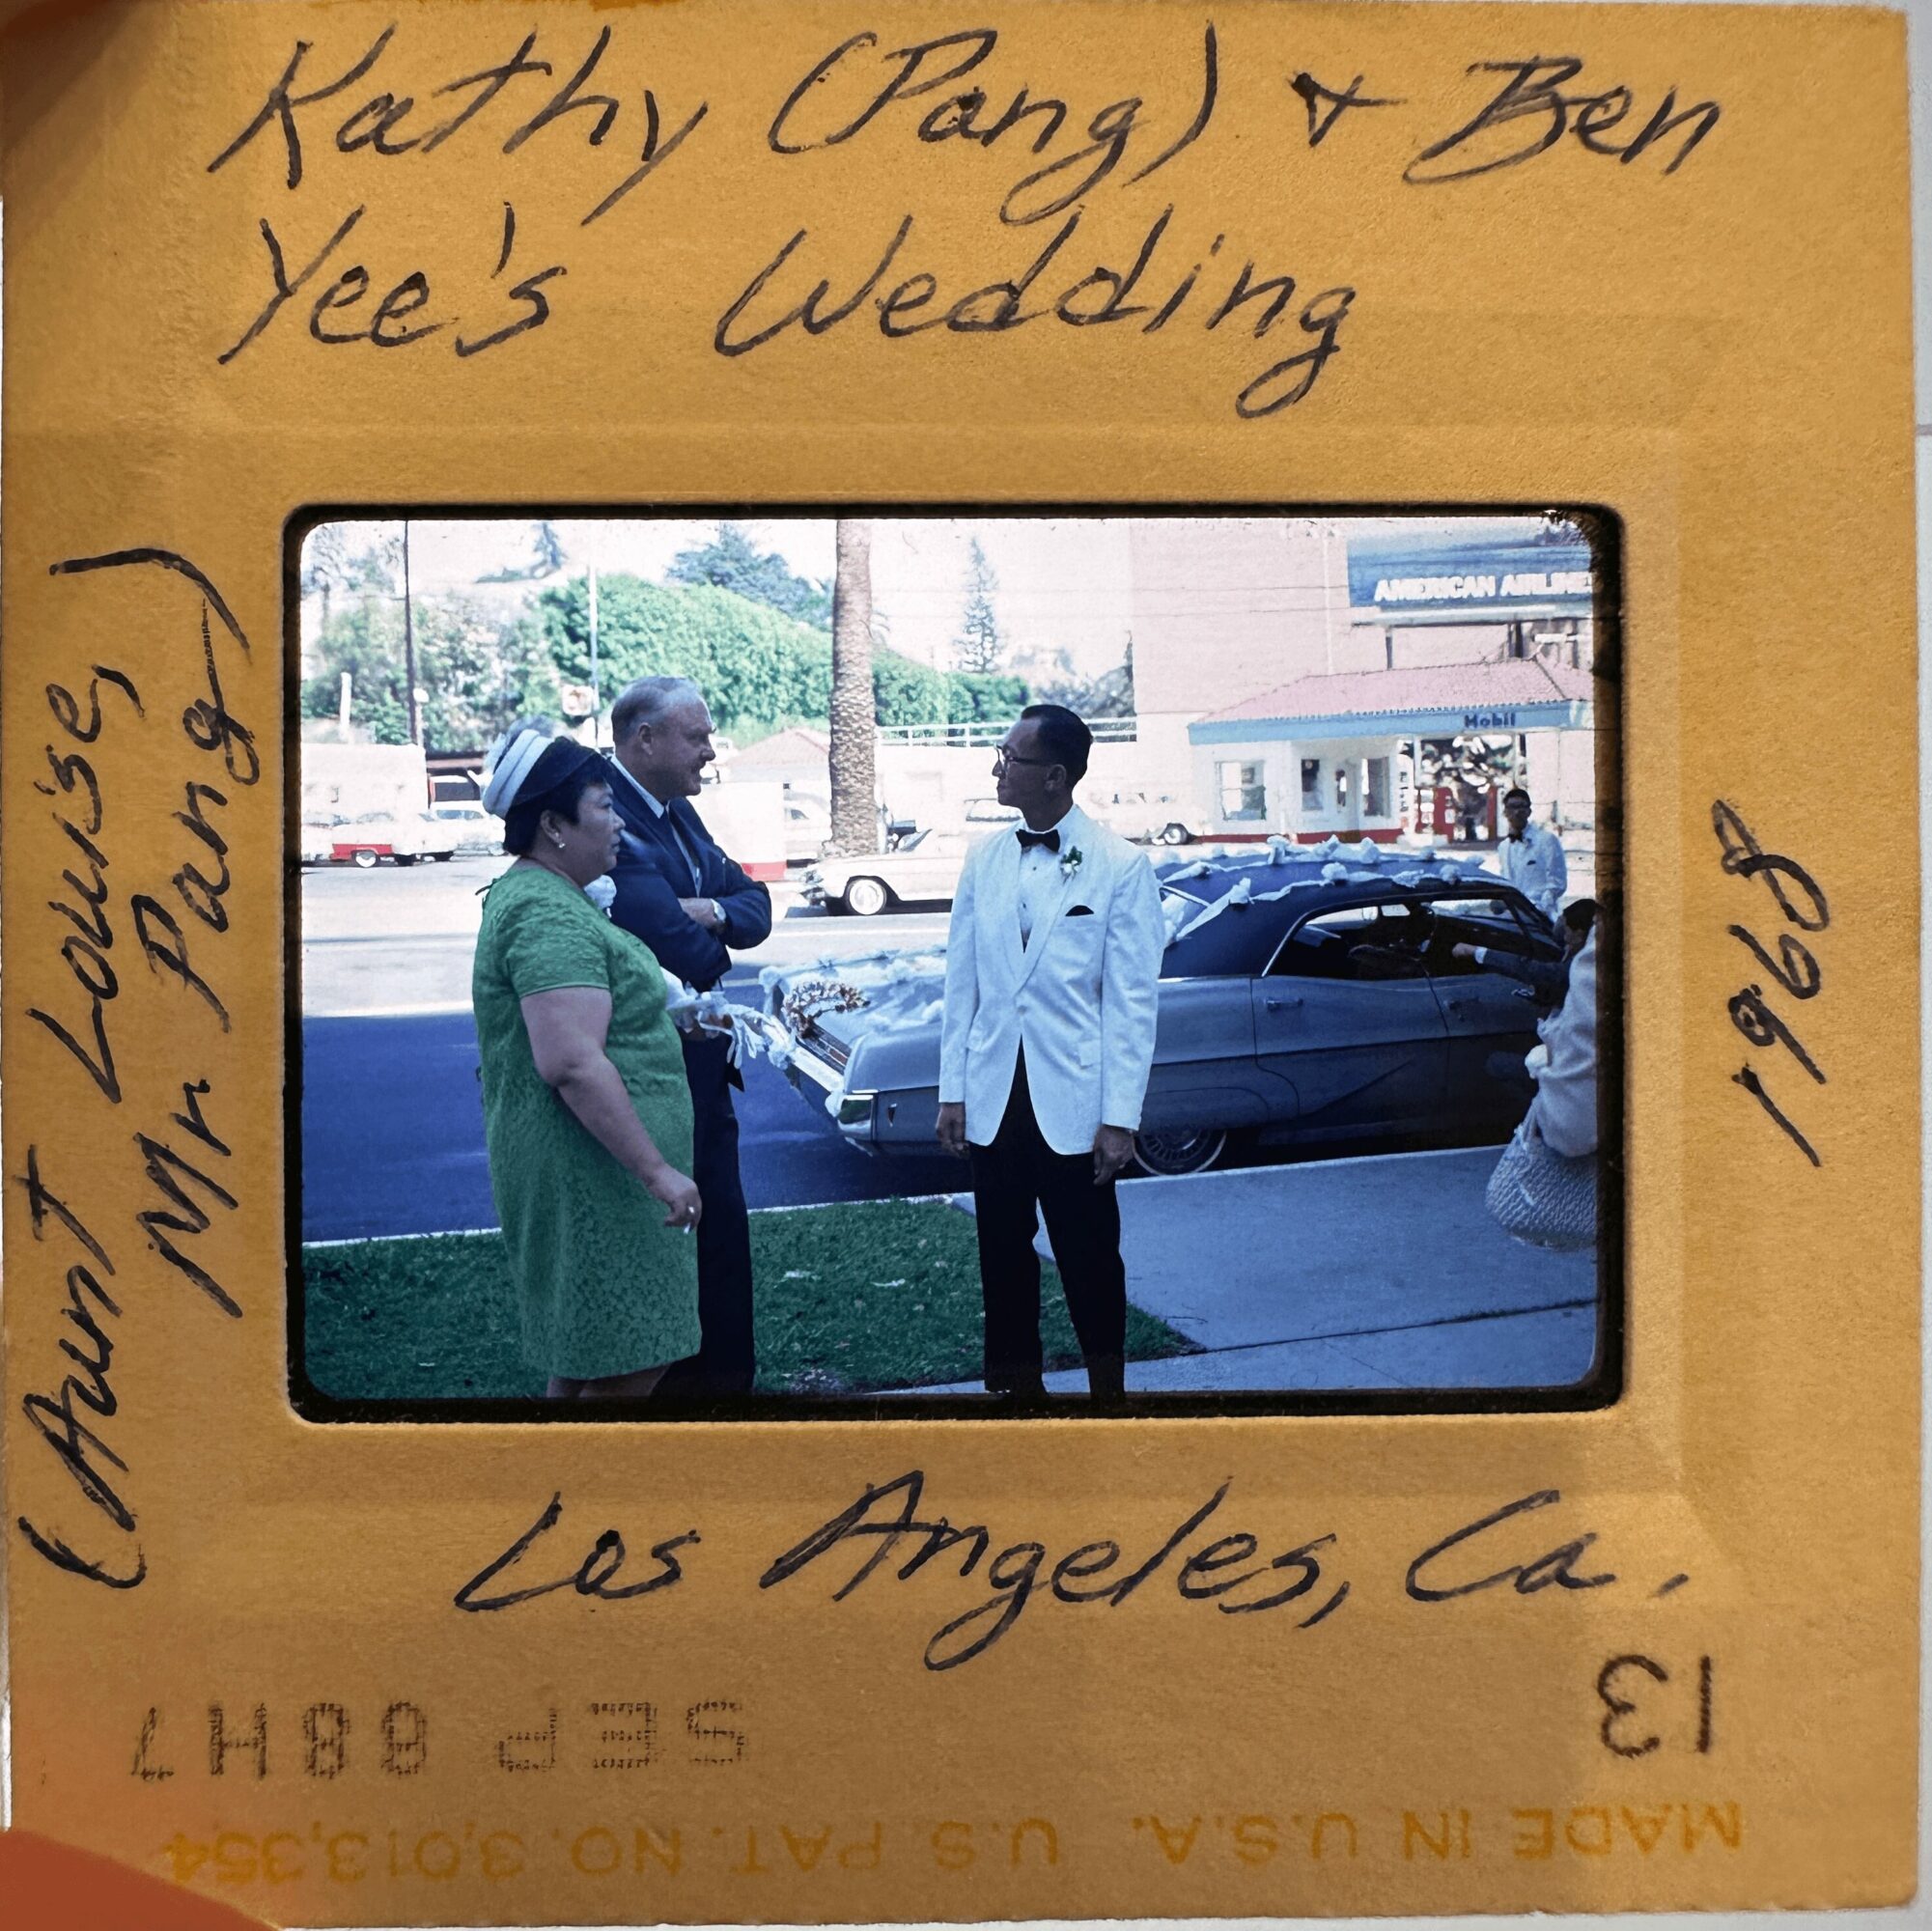 Kathy (Pang) + Ben
Yee's Wedding
(Aunt Louise,
Mr Pang)
AMERICAN AIRLINE
Mobil
1968
Los Angeles, Ca.
13
SEP 68H7
MADE IN U.S.A. U.S. PAT. NO. 3,013,354